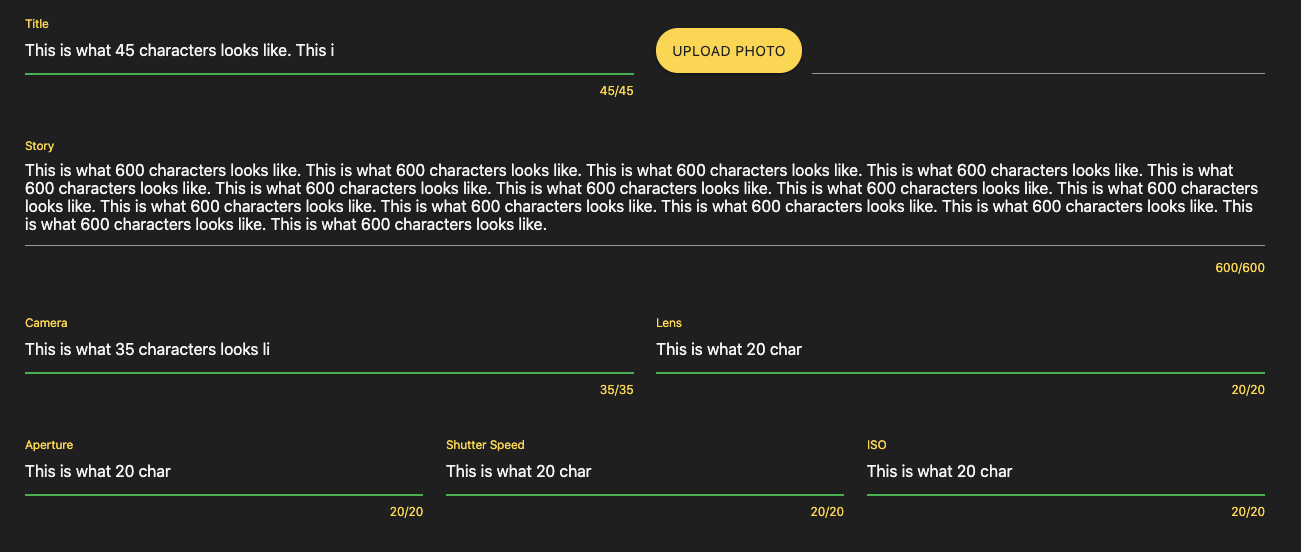 Title
This is what 45 characters looks like. This i
UPLOAD PHOTO
45/45
Story
This is what 600 characters looks like. This is what 600 characters looks like. This is what 600 characters looks like. This is what 600 characters looks like. This is what
600 characters looks like. This is what 600 characters looks like. This is what 600 characters looks like. This is what 600 characters looks like. This is what 600 characters
looks like. This is what 600 characters looks like. This is what 600 characters looks like. This is what 600 characters looks like. This is what 600 characters looks like. This
is what 600 characters looks like. This is what 600 characters looks like.
600/600
Camera
This is what 35 characters looks li
35/35
Lens
This is what 20 char
20/20
Aperture
This is what 20 char
20/20
Shutter Speed
This is what 20 char
20/20
ISO
This is what 20 char
20/20